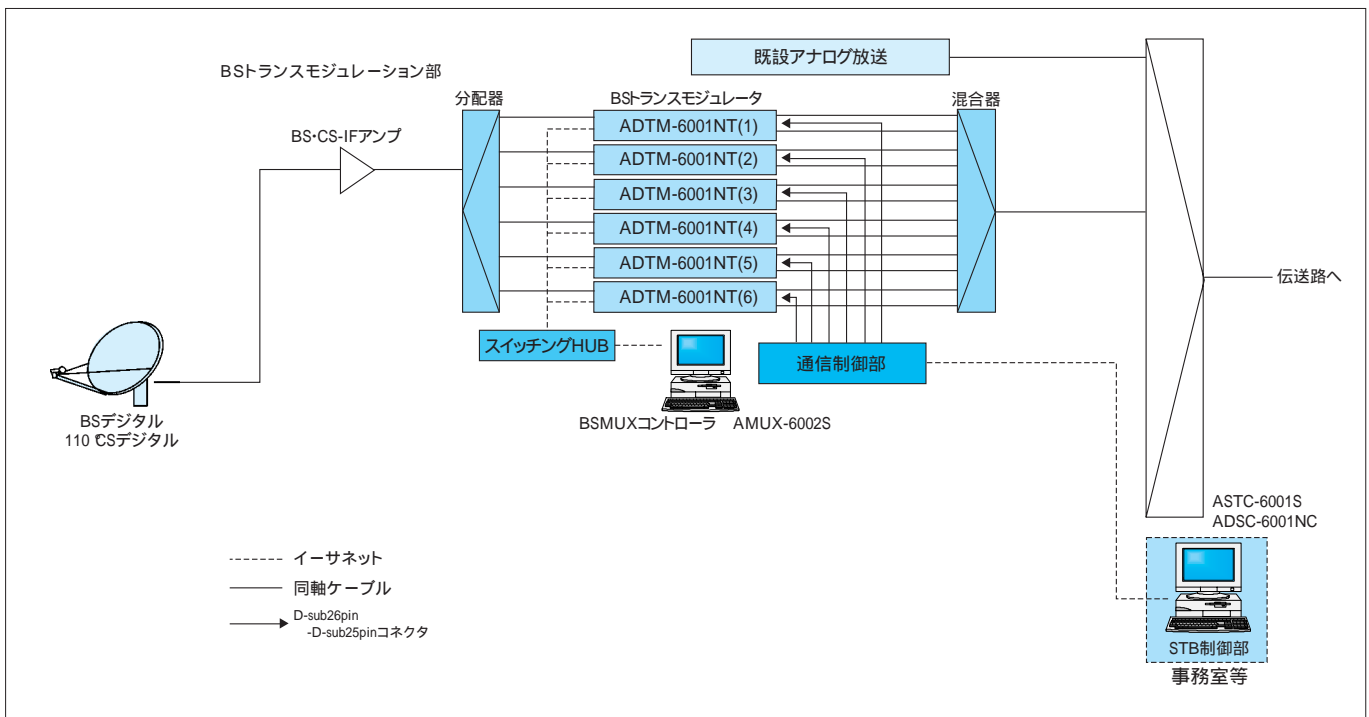 既設アナログ放送
BSトランスモジュレーション部
分配器
BSトランスモジュレータ
混合器
ADTM-6001NT(1)
BS・CS-IFアンプ
ADTM-6001NT(2)
ADTM-6001NT(3)
ADTM-6001NT(4)
ADTM-6001NT(5)
ADTM-6001NT(6)
伝送路へ
スイッチングHUB
通信制御部
BSデジタル
110°CSデジタル
BSMUXコントローラ AMUX-6002S
ASTC-6001S
ADSC-6001NC
イーサネット
同軸ケーブル
D-sub26pin
-D-sub25pinコネクタ
STB制御部
事務室等